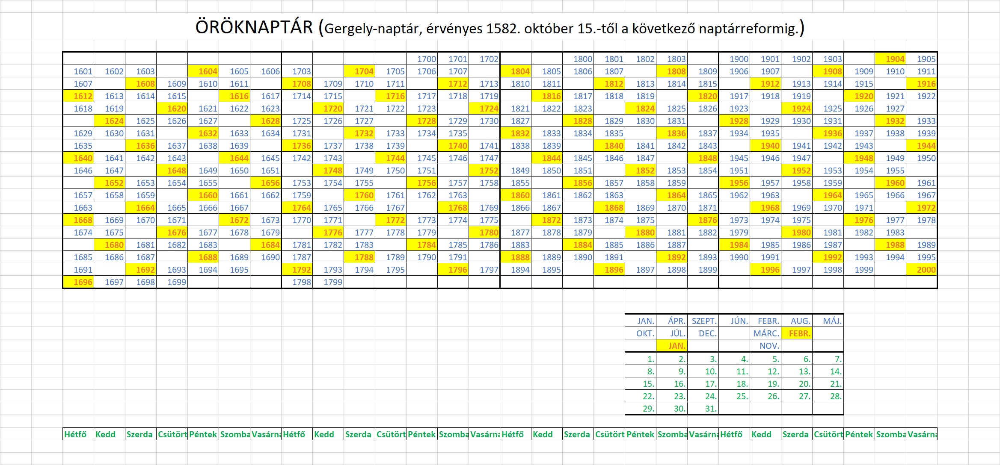 ÖRÖKNAPTÁR (Gergely-naptár, érvényes 1582. október 15.-től a következő naptárreformig.)
1700 1701 1702 1800 1801 1802 1803 1900 1901 1902 1903 1904 1905
1601 1602 1603 1604 1605 1606 1703 1704 1705 1706 1707 1804 1805 1806 1807 1808 1809 1906 1907 1908 1909 1910 1911
1607 1608 1609 1610 1611 1708 1709 1710 1711 1712 1713 1810 1811 1812 1813 1814 1815 1912 1913 1914 1915 1916
1612 1613 1614 1615 1616 1617 1714 1715 1716 1717 1718 1719 1816 1817 1818 1819 1820 1917 1918 1919 1920 1921 1922
1618 1619 1620 1621 1622 1623 1720 1721 1722 1723 1724 1821 1822 1823 1824 1825 1826 1923 1924 1925 1926 1927
1624 1625 1626 1627 1628 1725 1726 1727 1728 1729 1730 1827 1828 1829 1830 1831 1928 1929 1930 1931 1932 1933
1629 1630 1631 1632 1633 1634 1731 1732 1733 1734 1735 1832 1833 1834 1835 1836 1837 1934 1935 1936 1937 1938 1939
1635 1636 1637 1638 1639 1736 1737 1738 1739 1740 1741 1838 1839 1840 1841 1842 1843 1940 1941 1942 1943 1944
1640 1641 1642 1643 1644 1645 1742 1743 1744 1745 1746 1747 1844 1845 1846 1847 1848 1945 1946 1947 1948 1949 1950
1646 1647 1648 1649 1650 1651 1748 1749 1750 1751 1752 1849 1850 1851 1852 1853 1854 1951 1952 1953 1954 1955
1652 1653 1654 1655 1656 1753 1754 1755 1756 1757 1758 1855 1856 1857 1858 1859 1956 1957 1958 1959 1960 1961
1657 1658 1659 1660 1661 1662 1759 1760 1761 1762 1763 1860 1861 1862 1863 1864 1865 1962 1963 1964 1965 1966 1967
1663 1664 1665 1666 1667 1764 1765 1766 1767 1768 1769 1866 1867 1868 1869 1870 1871 1968 1969 1970 1971 1972
1668 1669 1670 1671 1672 1673 1770 1771 1772 1773 1774 1775 1872 1873 1874 1875 1876 1973 1974 1975 1976 1977 1978
1674 1675 1676 1677 1678 1679 1776 1777 1778 1779 1780 1877 1878 1879 1880 1881 1882 1979 1980 1981 1982 1983
1680 1681 1682 1683 1684 1781 1782 1783 1784 1785 1786 1883 1884 1885 1886 1887 1984 1985 1986 1987 1988 1989
1685 1686 1687 1688 1689 1690 1787 1788 1789 1790 1791 1888 1889 1890 1891 1892 1893 1990 1991 1992 1993 1994 1995
1691 1692 1693 1694 1695 1792 1793 1794 1795 1796 1797 1894 1895 1896 1897 1898 1899 1996 1997 1998 1999 2000
1696 1697 1698 1699 1798 1799
JAN. ÁPR. SZEPT. JÚN. FEBR. AUG. MÁJ.
OKT. JÚL. DEC. MÁRC. FEBR.
JAN. NOV.
1. 2. 3. 4. 5. 6. 7.
8. 9. 10. 11. 12. 13. 14.
15. 16. 17. 18. 19. 20. 21.
22. 23. 24. 25. 26. 27. 28.
29. 30. 31.
Hétfő Kedd Szerda Csütört Péntek Szomba Vasárna Hétfő Kedd Szerda Csütört Péntek Szomba Vasárna Hétfő Kedd Szerda Csütört Péntek Szomba Vasárna Hétfő Kedd Szerda Csütört Péntek Szomba Vasárna